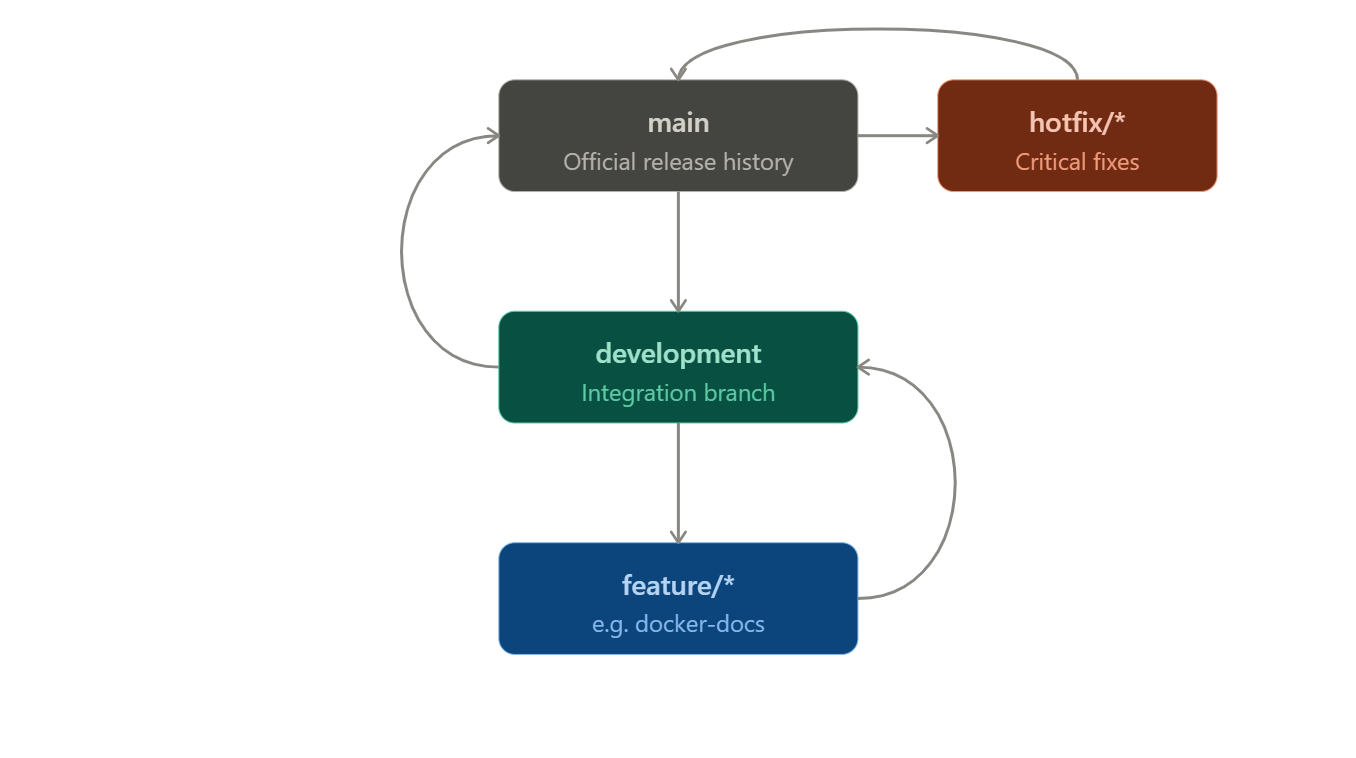 main
Official release history
hotfix/*
Critical fixes
development
Integration branch
feature/*
e.g. docker-docs